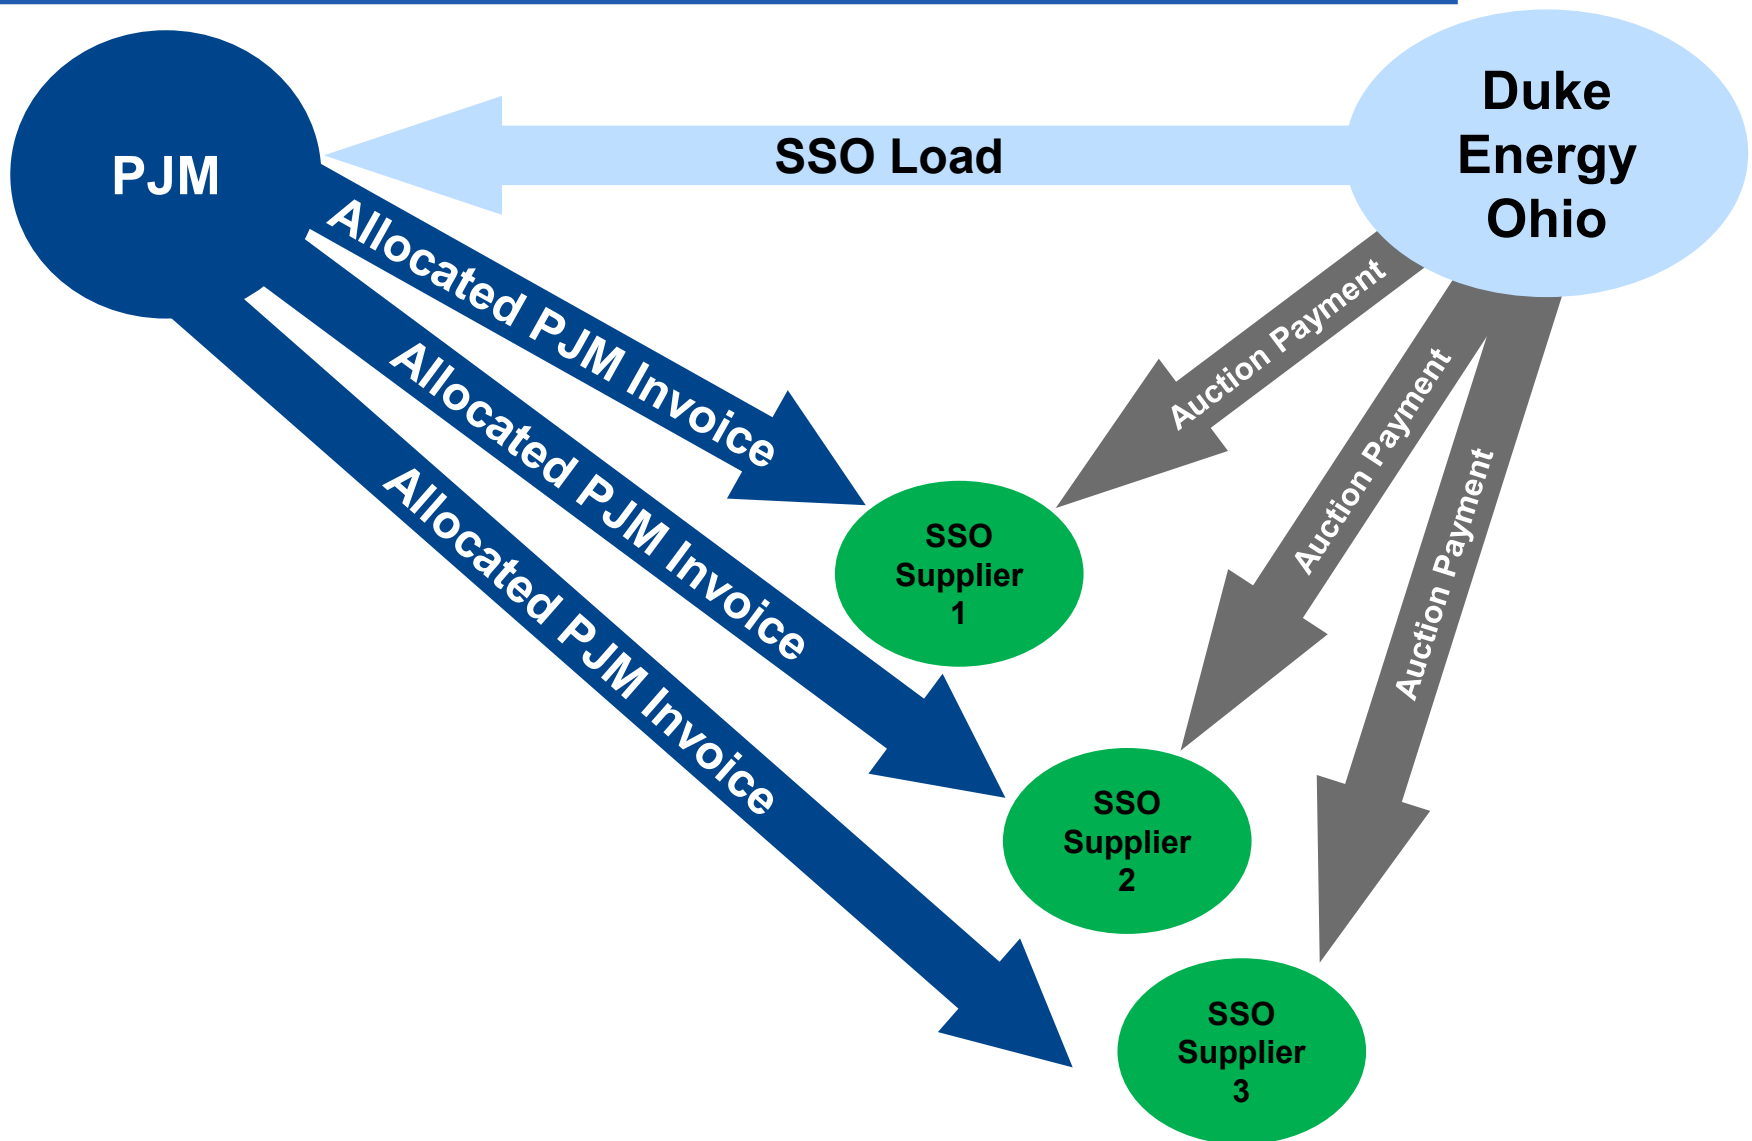 PJM
SSO Load
Duke
Energy
Ohio
Allocated PJM Invoice
Allocated PJM Invoice
Allocated PJM Invoice
Auction Payment
Auction Payment
Auction Payment
SSO
Supplier
1
SSO
Supplier
2
SSO
Supplier
3